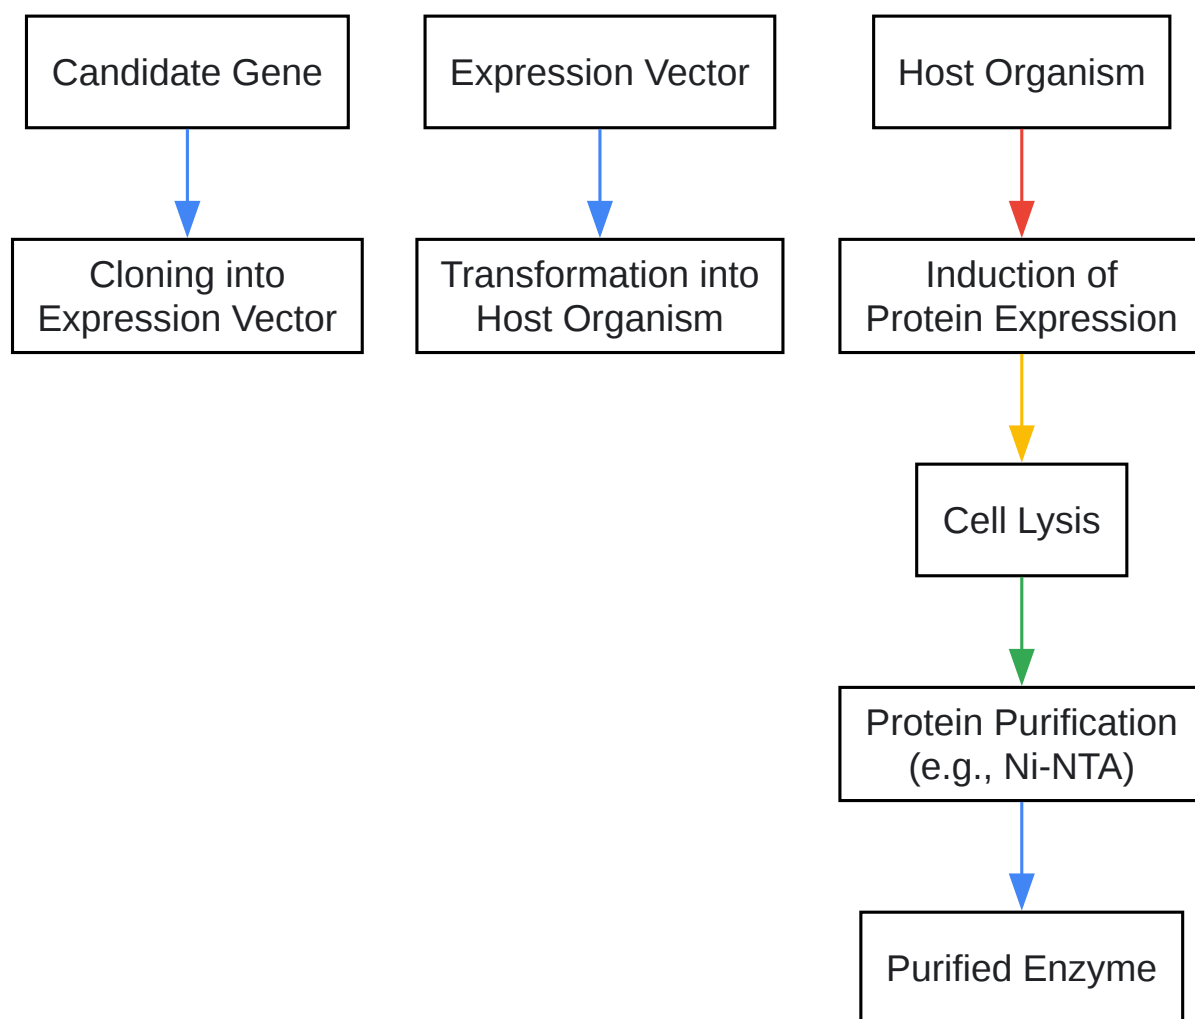 Candidate Gene
Expression Vector
Host Organism
Cloning into
Expression Vector
Transformation into
Host Organism
Induction of
Protein Expression
Cell Lysis
Protein Purification
(e.g., Ni-NTA)
Purified Enzyme